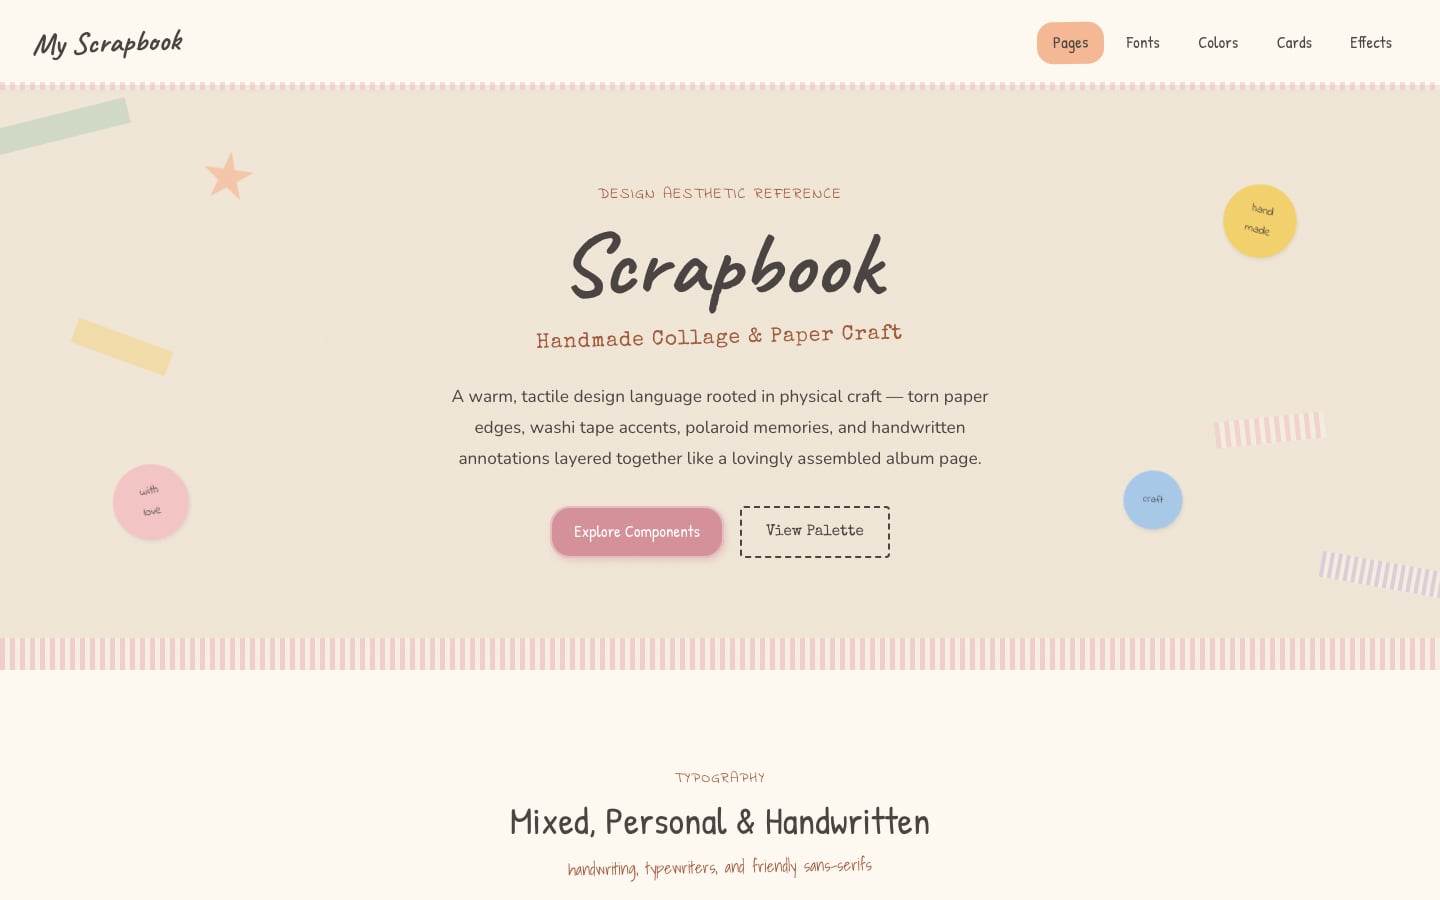 My Scrapbook
Pages
Fonts
Colors
Cards
Effects
DESIGN AESTHETIC REFERENCE
hand
made
Scrapbook
Handmade Collage & Paper Craft
A warm, tactile design language rooted in physical craft — torn paper
edges, washi tape accents, polaroid memories, and handwritten
annotations layered together like a lovingly assembled album page.
with
love
craft
Explore Components
View Palette
TYPOGRAPHY
Mixed, Personal & Handwritten
handwriting, typewriters, and friendly sans-serifs